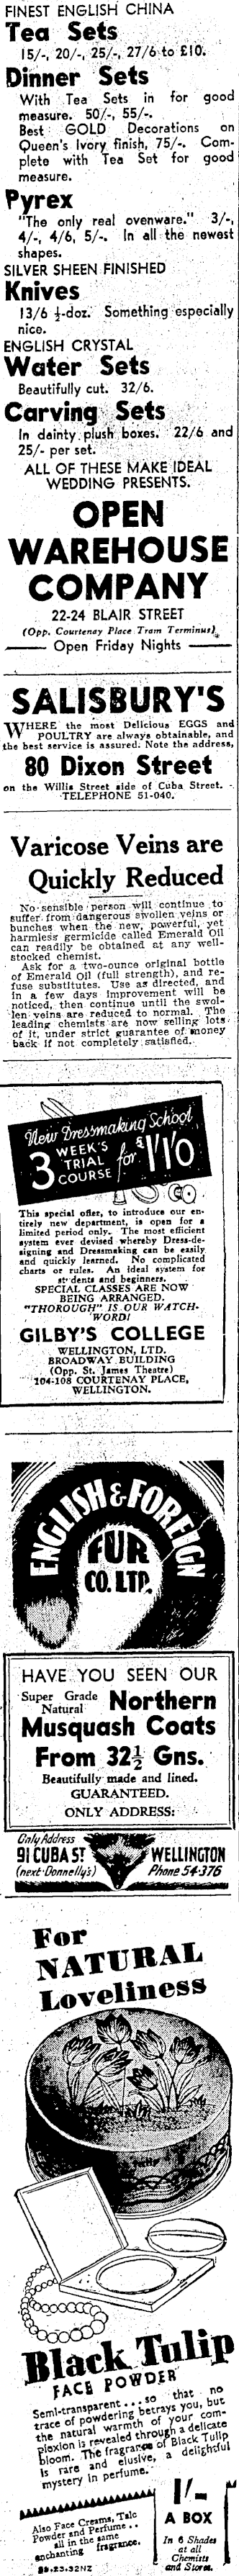 FINEST ENGLISH CHINA
Tea Sets
15/-, 20/-, 25/-, 27/6 to £10.
Dinner Sets
With Tea Sets in for good
measure. 50/-, 55/-.
Best GOLD Decorations on
Queen's Ivory finish, 75/-. Com-
plete with Tea Set for good
measure.
Pyrex
"The only real ovenware." 3/-,
4/-, 4/6, 5/-. In all the newest
shapes.
SILVER SHEEN FINISHED
Knives
13/6 ½-doz. Something especially
nice.
ENGLISH CRYSTAL
Water Sets
Beautifully cut. 32/6.
Carving Sets
In dainty plush boxes. 22/6 and
25/- per set.
ALL OF THESE MAKE IDEAL
WEDDING PRESENTS.
OPEN
WAREHOUSE
COMPANY
22-24 BLAIR STREET
(Opp. Courtenay Place Tram Terminus)
Open Friday Nights
SALISBURY'S
WHERE the most Delicious EGGS and
POULTRY are always obtainable, and
the best service is assured. Note the address,
80 Dixon Street
on the Willis Street side of Cuba Street.
TELEPHONE 51-040.
Varicose Veins are
Quickly Reduced
No sensible person will continue to
suffer from dangerous swollen veins or
bunches when the new, powerful, yet
harmless germicide called Emerald Oil
can readily be obtained at any well-
stocked chemist.
Ask for a two-ounce original bottle
of Emerald Oil (full strength), and re-
fuse substitutes. Use as directed, and
in a few days improvement will be
noticed, then continue until the swol-
len veins are reduced to normal. The
leading chemists are now selling lots
of it, under strict guarantee of money
back if not completely satisfied.
New Dressmaking School
3 WEEK'S
TRIAL
COURSE for £1/1/0
This special offer, to introduce our en-
tirely new department, is open for a
limited period only. The most efficient
system ever devised whereby Dress-de-
signing and Dressmaking can be easily
and quickly learned. No complicated
charts or rules. An ideal system for
students and beginners.
SPECIAL CLASSES ARE NOW
BEING ARRANGED.
"THOROUGH" IS OUR WATCH-
WORD!
GILBY'S COLLEGE
WELLINGTON, LTD.
BROADWAY BUILDING
(Opp. St. James Theatre)
104-108 COURTENAY PLACE,
WELLINGTON.
ENGLISH & FOREIGN
FUR
CO. LTD.
HAVE YOU SEEN OUR
Super Grade
Natural Northern
Musquash Coats
From 32½ Gns.
Beautifully made and lined.
GUARANTEED.
ONLY ADDRESS:
Only Address
91 CUBA ST WELLINGTON
(next Donnelly's) Phone 54-376
For
NATURAL
Loveliness
Black Tulip
FACE POWDER
Semi-transparent . . . so that no
trace of powdering betrays you, but
the natural warmth of your com-
plexion is revealed through a delicate
bloom. The fragrance of Black Tulip
is rare and elusive, a delightful
mystery in perfume.
Also Face Creams, Talc
Powder and Perfume . .
all in the same
enchanting fragrance.
1/-
A BOX
In 6 Shades
at all
Chemists
and Stores.